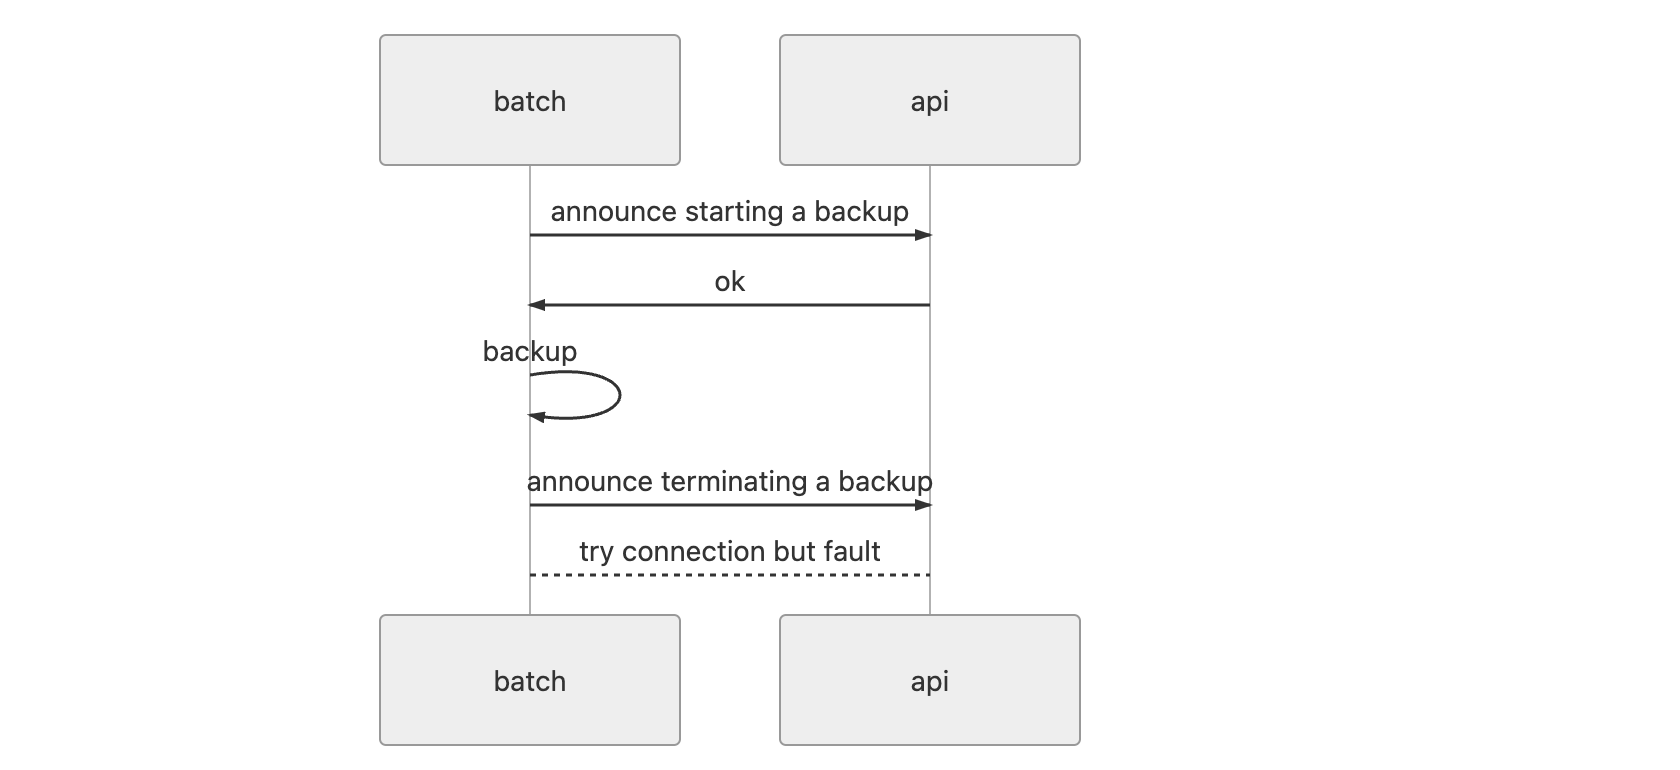 batch
api
announce starting a backup
ok
backup
announce terminating a backup
try connection but fault
batch
api